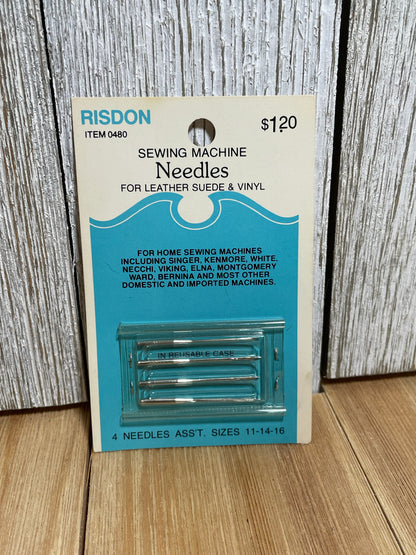 RISDON
ITEM 0480
$1.20
SEWING MACHINE
Needles
FOR LEATHER SUEDE & VINYL
FOR HOME SEWING MACHINES
INCLUDING SINGER, KENMORE, WHITE,
NECCHI, VIKING, ELNA, MONTGOMERY
WARD, BERNINA AND MOST OTHER
DOMESTIC AND IMPORTED MACHINES.
IN REUSABLE CASE
4 NEEDLES ASS'T. SIZES 11-14-16